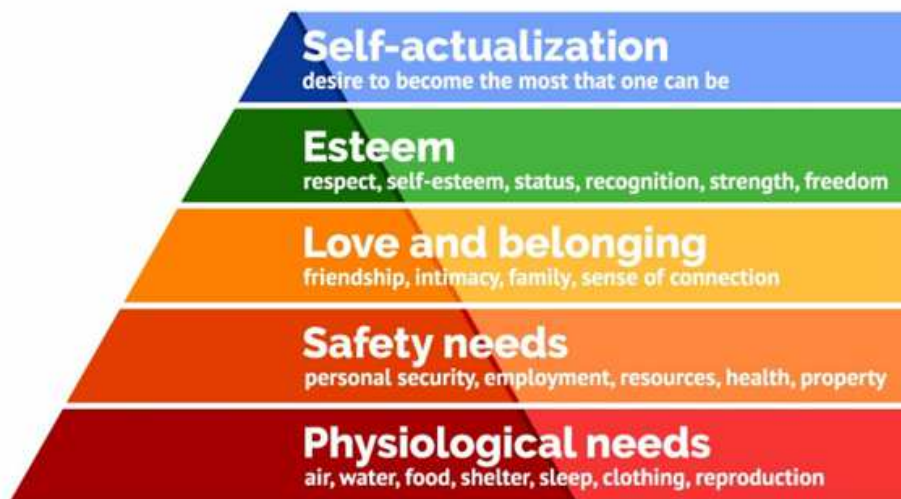 Self-actualization
desire to become the most that one can be
Esteem
respect, self-esteem, status, recognition, strength, freedom
Love and belonging
friendship, intimacy, family, sense of connection
Safety needs
personal security, employment, resources, health, property
Physiological needs
air, water, food, shelter, sleep, clothing, reproduction